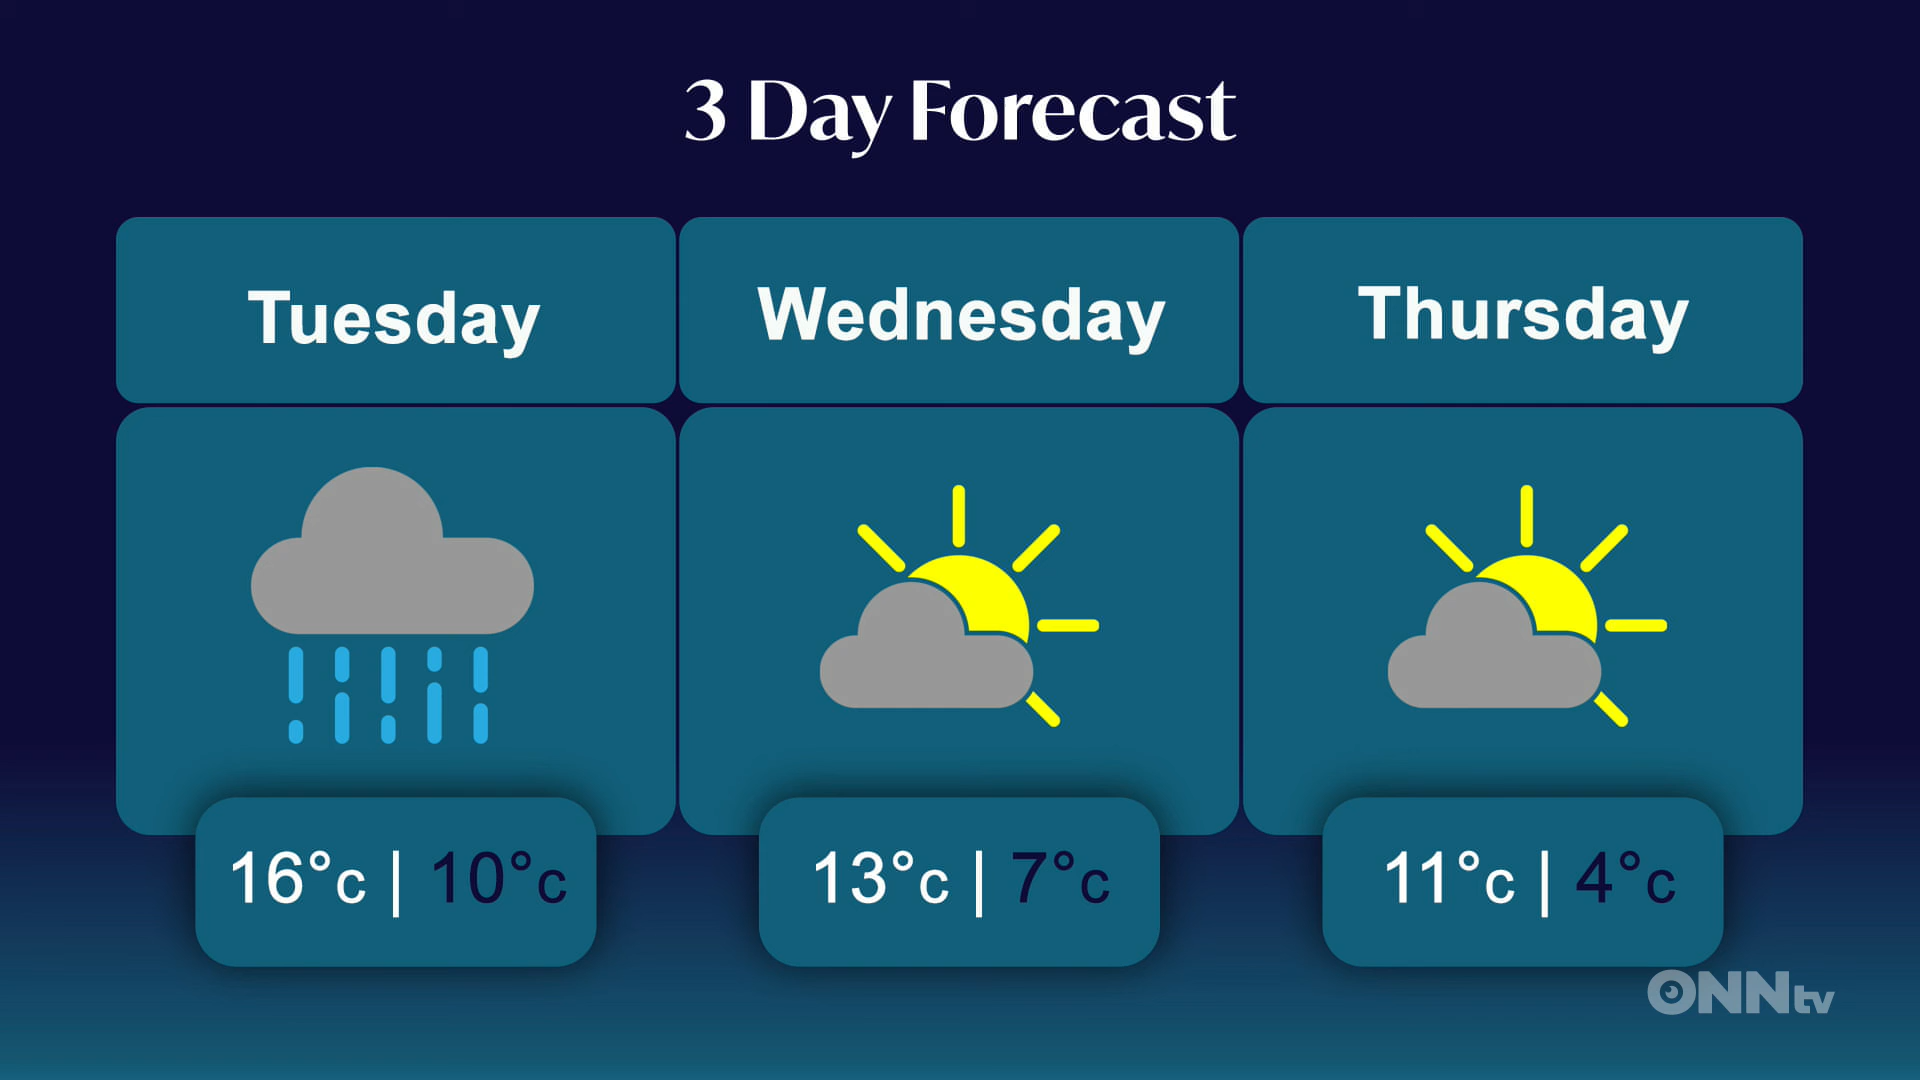 3 Day Forecast
Tuesday
Wednesday
Thursday
16°c | 10°c
13°c | 7°c
11°c | 4°c
ONNtv